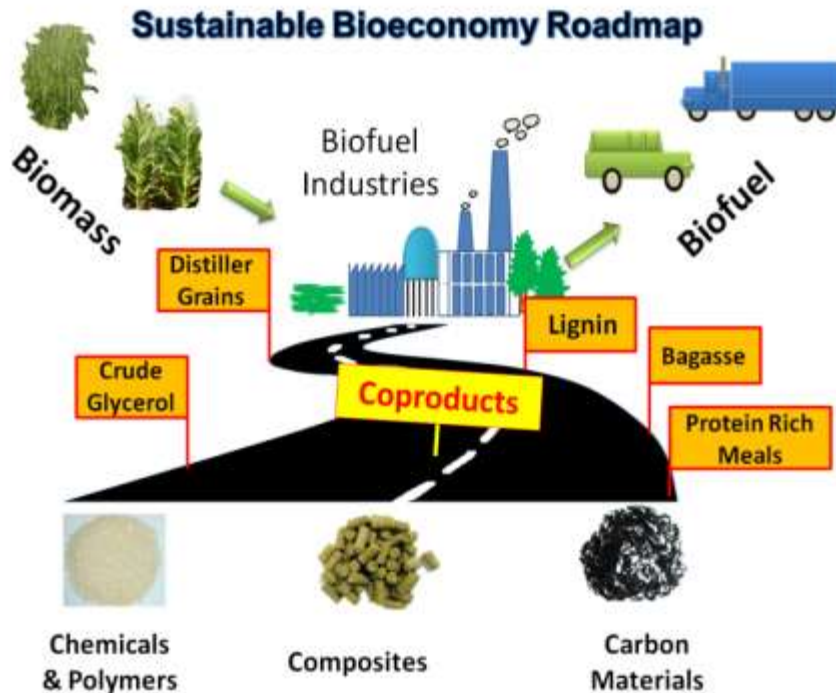 Sustainable Bioeconomy Roadmap
Biomass
Biofuel
Industries
Biofuel
Distiller
Grains
Lignin
Bagasse
Crude
Glycerol
Coproducts
Protein Rich
Meals
Chemicals
& Polymers
Composites
Carbon
Materials